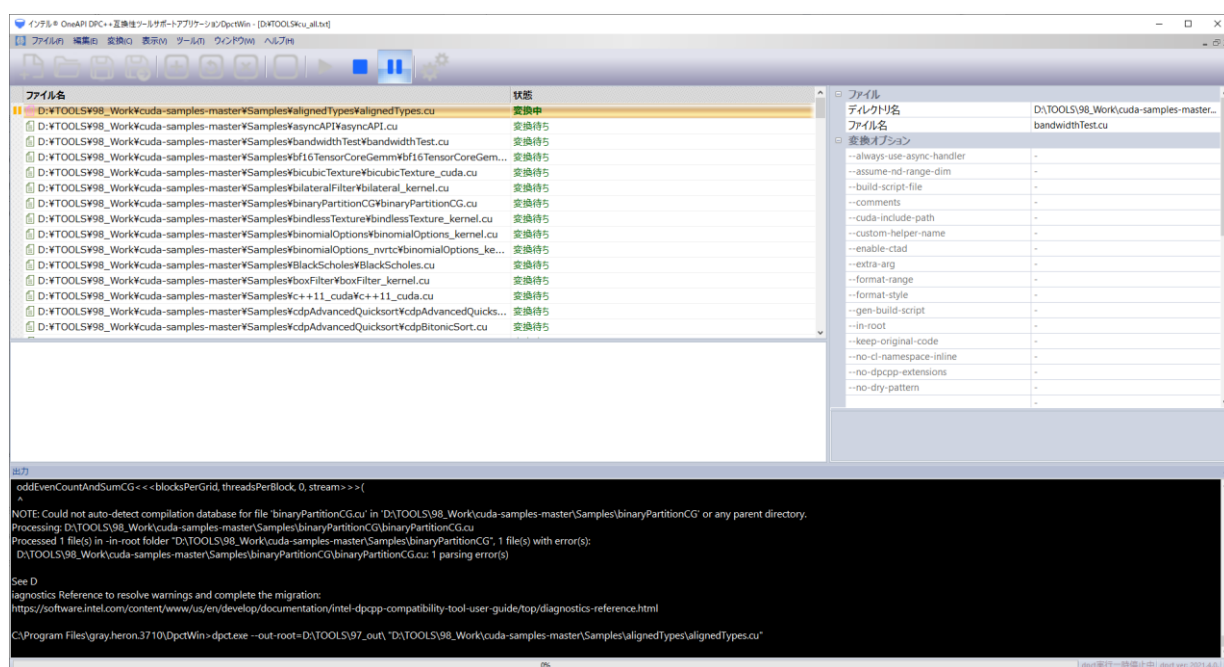 インテル® OneAPI DPC++互換性ツールサポートアプリケーションDpctWin - [D:¥TOOLS¥cu_all.txt]
ファイル(F) 編集(E) 変換(C) 表示(V) ツール(T) ウィンドウ(W) ヘルプ(H)
ファイル名 状態
D:¥TOOLS¥98_Work¥cuda-samples-master¥Samples¥alignedTypes¥alignedTypes.cu 変換中
D:¥TOOLS¥98_Work¥cuda-samples-master¥Samples¥asyncAPI¥asyncAPI.cu 変換待ち
D:¥TOOLS¥98_Work¥cuda-samples-master¥Samples¥bandwidthTest¥bandwidthTest.cu 変換待ち
D:¥TOOLS¥98_Work¥cuda-samples-master¥Samples¥bf16TensorCoreGemm¥bf16TensorCoreGem... 変換待ち
D:¥TOOLS¥98_Work¥cuda-samples-master¥Samples¥bicubicTexture¥bicubicTexture_cuda.cu 変換待ち
D:¥TOOLS¥98_Work¥cuda-samples-master¥Samples¥bilateralFilter¥bilateral_kernel.cu 変換待ち
D:¥TOOLS¥98_Work¥cuda-samples-master¥Samples¥binaryPartitionCG¥binaryPartitionCG.cu 変換待ち
D:¥TOOLS¥98_Work¥cuda-samples-master¥Samples¥bindlessTexture¥bindlessTexture_kernel.cu 変換待ち
D:¥TOOLS¥98_Work¥cuda-samples-master¥Samples¥binomialOptions¥binomialOptions_kernel.cu 変換待ち
D:¥TOOLS¥98_Work¥cuda-samples-master¥Samples¥binomialOptions_nvrtc¥binomialOptions_ke... 変換待ち
D:¥TOOLS¥98_Work¥cuda-samples-master¥Samples¥BlackScholes¥BlackScholes.cu 変換待ち
D:¥TOOLS¥98_Work¥cuda-samples-master¥Samples¥boxFilter¥boxFilter_kernel.cu 変換待ち
D:¥TOOLS¥98_Work¥cuda-samples-master¥Samples¥c++11_cuda¥c++11_cuda.cu 変換待ち
D:¥TOOLS¥98_Work¥cuda-samples-master¥Samples¥cdpAdvancedQuicksort¥cdpAdvancedQuicks... 変換待ち
D:¥TOOLS¥98_Work¥cuda-samples-master¥Samples¥cdpAdvancedQuicksort¥cdpBitonicSort.cu 変換待ち
ファイル
ディレクトリ名 D:\TOOLS\98_Work\cuda-samples-master...
ファイル名 bandwidthTest.cu
変換オプション
--always-use-async-handler -
--assume-nd-range-dim -
--build-script-file -
--comments -
--cuda-include-path -
--custom-helper-name -
--enable-ctad -
--extra-arg -
--format-range -
--format-style -
--gen-build-script -
--in-root -
--keep-original-code -
--no-cl-namespace-inline -
--no-dpcpp-extensions -
--no-dry-pattern -
-
出力
oddEvenCountAndSumCG<<<blocksPerGrid, threadsPerBlock, 0, stream>>>(
^
NOTE: Could not auto-detect compilation database for file 'binaryPartitionCG.cu' in 'D:\TOOLS\98_Work\cuda-samples-master\Samples\binaryPartitionCG' or any parent directory.
Processing: D:\TOOLS\98_Work\cuda-samples-master\Samples\binaryPartitionCG\binaryPartitionCG.cu
Processed 1 file(s) in -in-root folder "D:\TOOLS\98_Work\cuda-samples-master\Samples\binaryPartitionCG", 1 file(s) with error(s):
D:\TOOLS\98_Work\cuda-samples-master\Samples\binaryPartitionCG\binaryPartitionCG.cu: 1 parsing error(s)
See D
iagnostics Reference to resolve warnings and complete the migration:
https://software.intel.com/content/www/us/en/develop/documentation/intel-dpcpp-compatibility-tool-user-guide/top/diagnostics-reference.html
C:\Program Files\gray.heron.3710\DpctWin>dpct.exe --out-root=D:\TOOLS\97_out\ "D:\TOOLS\98_Work\cuda-samples-master\Samples\alignedTypes\alignedTypes.cu"
0% dpct実行一時停止中 dpct ver.2021.4.0